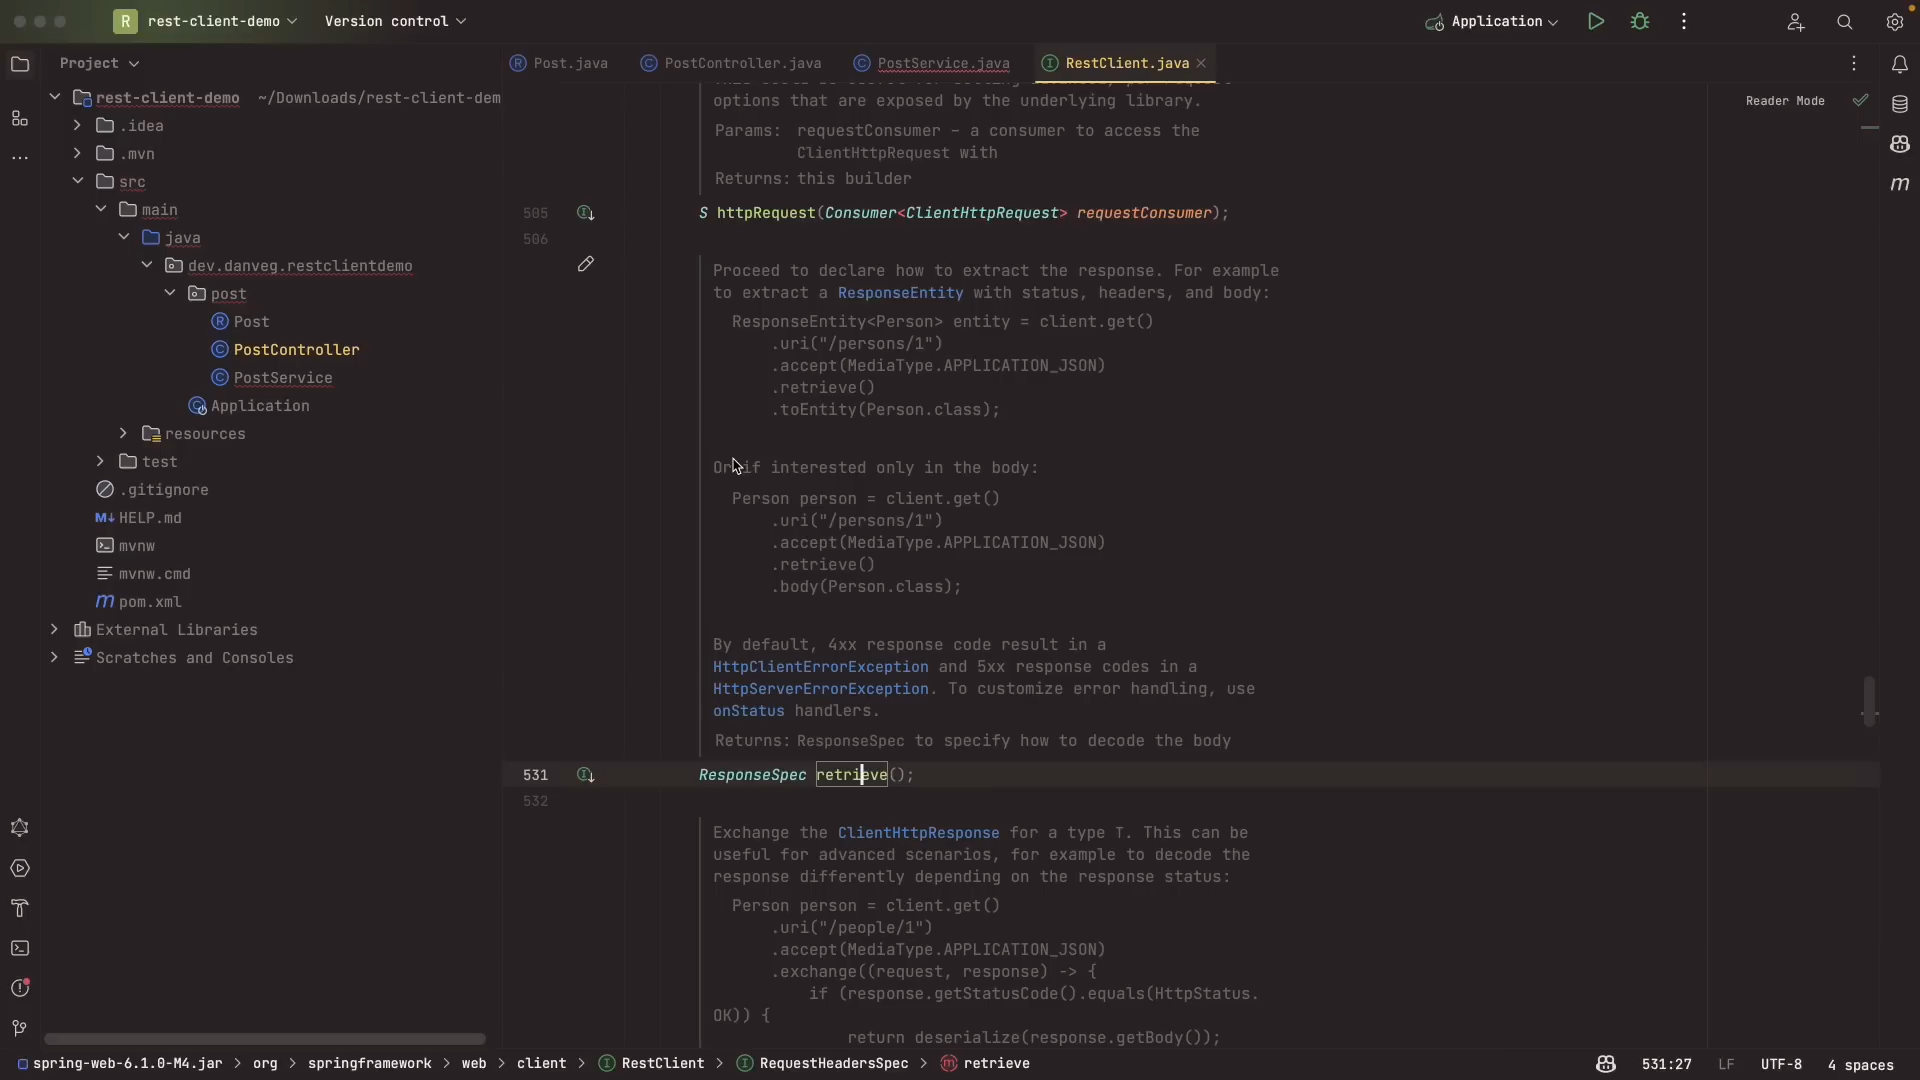 R rest-client-demo Version control Application
Project
Post.java PostController.java PostService.java RestClient.java
rest-client-demo ~/Downloads/rest-client-dem
.idea
.mvn
src
main
java
dev.danveg.restclientdemo
post
Post
PostController
PostService
Application
resources
test
.gitignore
HELP.md
mvnw
mvnw.cmd
pom.xml
External Libraries
Scratches and Consoles
Reader Mode
options that are exposed by the underlying library.
Params: requestConsumer – a consumer to access the
ClientHttpRequest with
Returns: this builder
505 S httpRequest(Consumer<ClientHttpRequest> requestConsumer);
506
Proceed to declare how to extract the response. For example
to extract a ResponseEntity with status, headers, and body:
ResponseEntity<Person> entity = client.get()
.uri("/persons/1")
.accept(MediaType.APPLICATION_JSON)
.retrieve()
.toEntity(Person.class);
Or if interested only in the body:
Person person = client.get()
.uri("/persons/1")
.accept(MediaType.APPLICATION_JSON)
.retrieve()
.body(Person.class);
By default, 4xx response code result in a
HttpClientErrorException and 5xx response codes in a
HttpServerErrorException. To customize error handling, use
onStatus handlers.
Returns: ResponseSpec to specify how to decode the body
531 ResponseSpec retrieve();
532
Exchange the ClientHttpResponse for a type T. This can be
useful for advanced scenarios, for example to decode the
response differently depending on the response status:
Person person = client.get()
.uri("/people/1")
.accept(MediaType.APPLICATION_JSON)
.exchange((request, response) -> {
if (response.getStatusCode().equals(HttpStatus.
OK)) {
return deserialize(response.getBody());
spring-web-6.1.0-M4.jar > org > springframework > web > client > RestClient > RequestHeadersSpec > retrieve 531:27 LF UTF-8 4 spaces